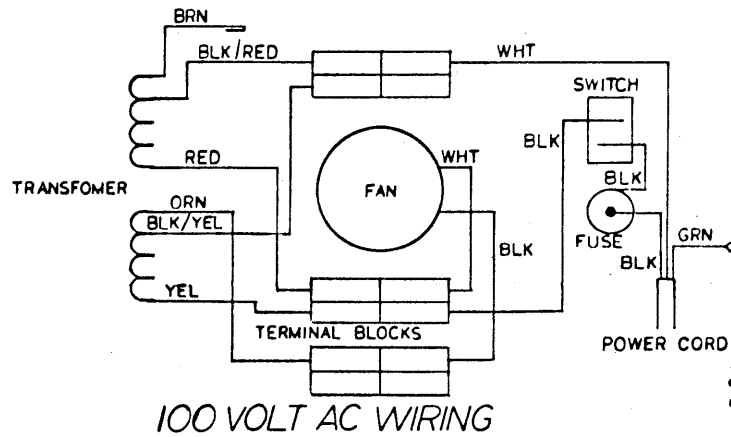 BRN
BLK/RED
WHT
SWITCH
BLK
RED
WHT
BLK
TRANSFOMER
FAN
ORN
BLK/YEL
FUSE
GRN
BLK
BLK
YEL
TERMINAL BLOCKS
POWER CORD
100 VOLT AC WIRING